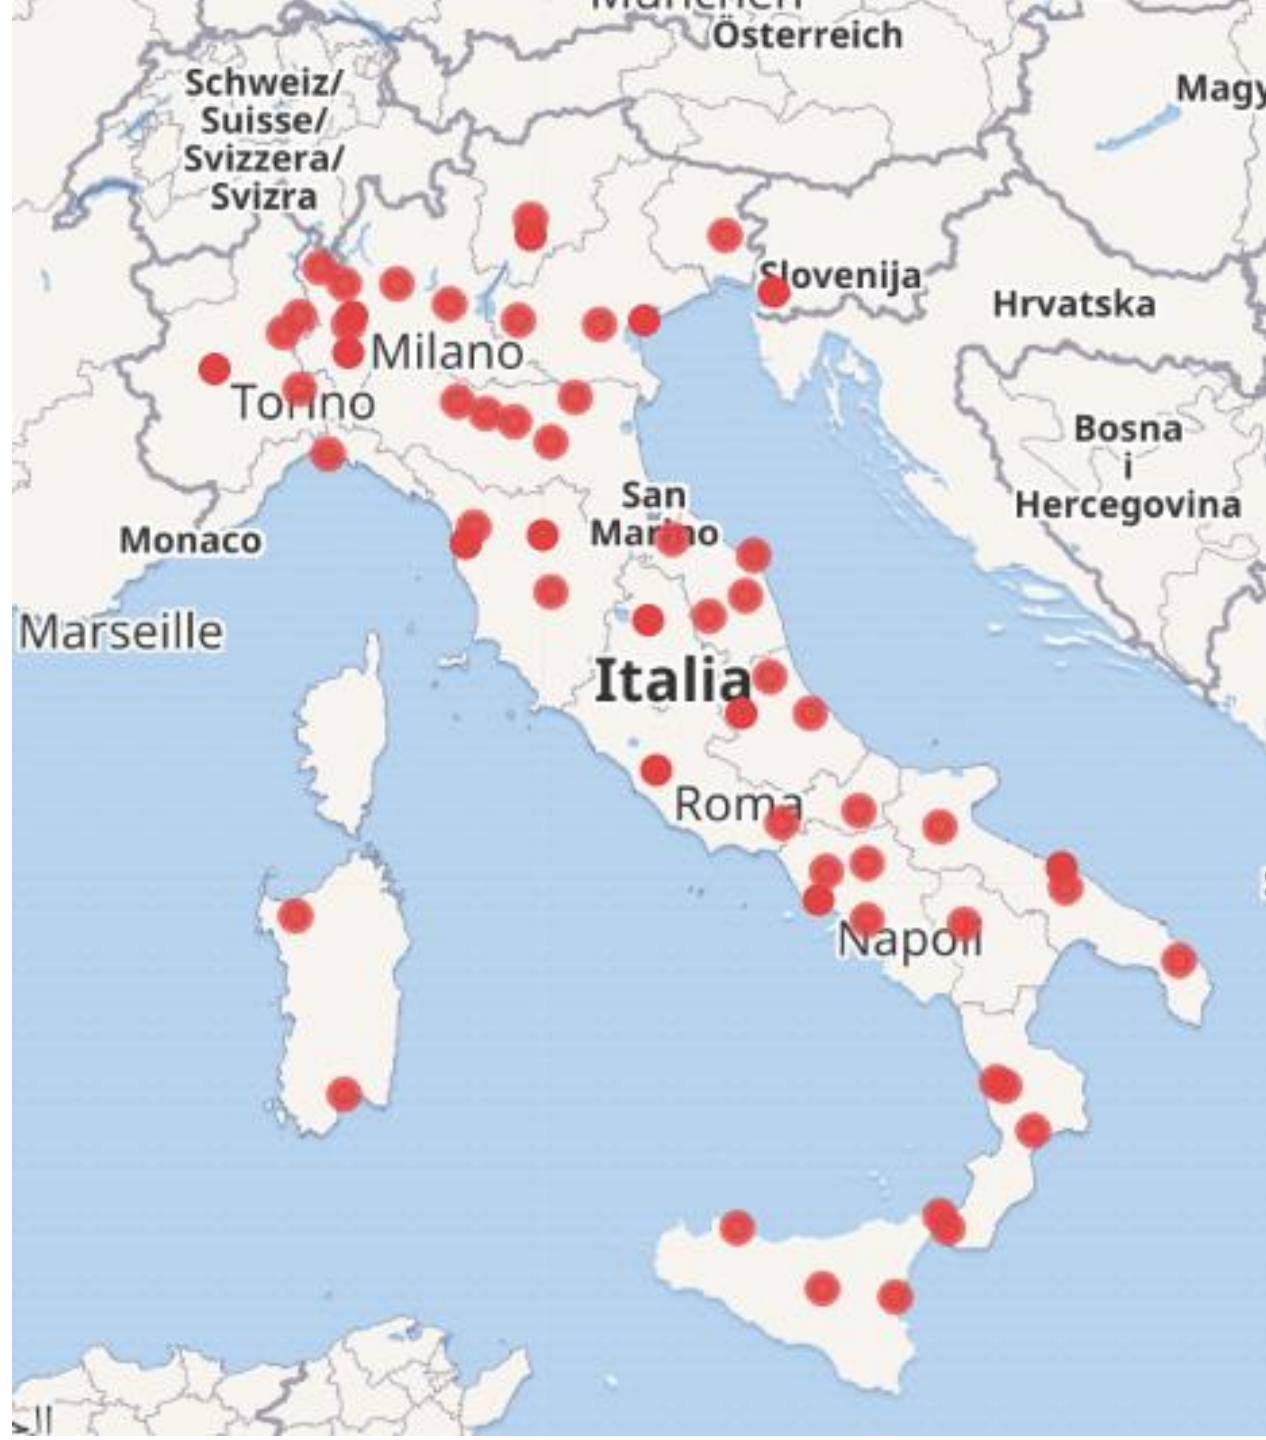 München
Österreich
Schweiz/
Suisse/
Svizzera/
Svizra
Magy
Slovenija
Hrvatska
Milano
Torino
Bosna
i
Hercegovina
San
Marino
Monaco
Marseille
Italia
Roma
Napoli